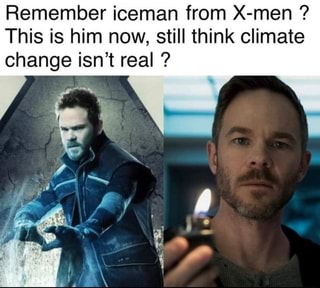 Remember iceman from X-men ?
This is him now, still think climate
change isn't real ?